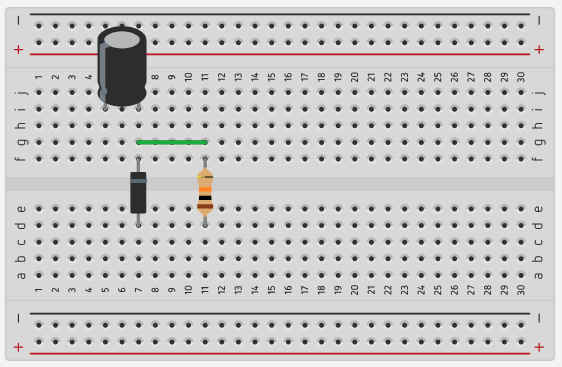 − −
+ +
1 2 3 4 7 8 9 10 11 12 13 14 15 16 17 18 19 20 21 22 23 24 25 26 27 28 29 30
j j
i i
h h
g g
f f
e e
d d
c c
b b
a a
1 2 3 4 5 6 7 8 9 10 11 12 13 14 15 16 17 18 19 20 21 22 23 24 25 26 27 28 29 30
− −
+ +